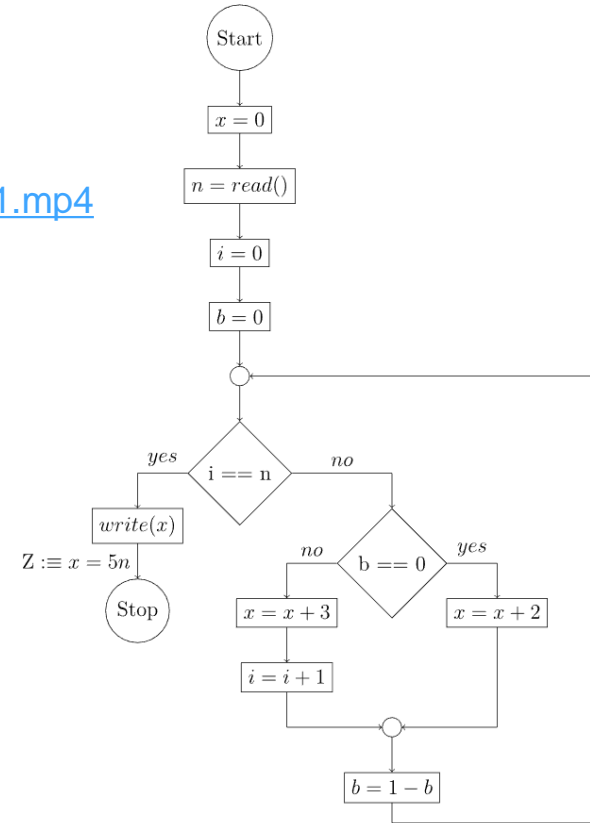 Start
x = 0
n = read()
1.mp4
i = 0
b = 0
yes
i == n
no
write(x)
Z :≡ x = 5n
Stop
no
b == 0
yes
x = x + 3
x = x + 2
i = i + 1
b = 1 − b